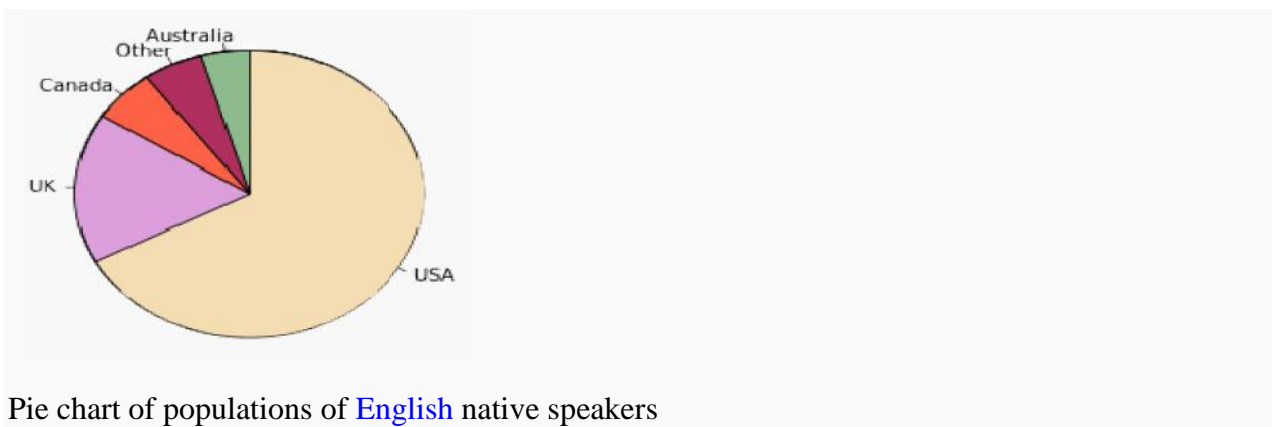 Australia
Other
Canada
UK
USA
Pie chart of populations of English native speakers